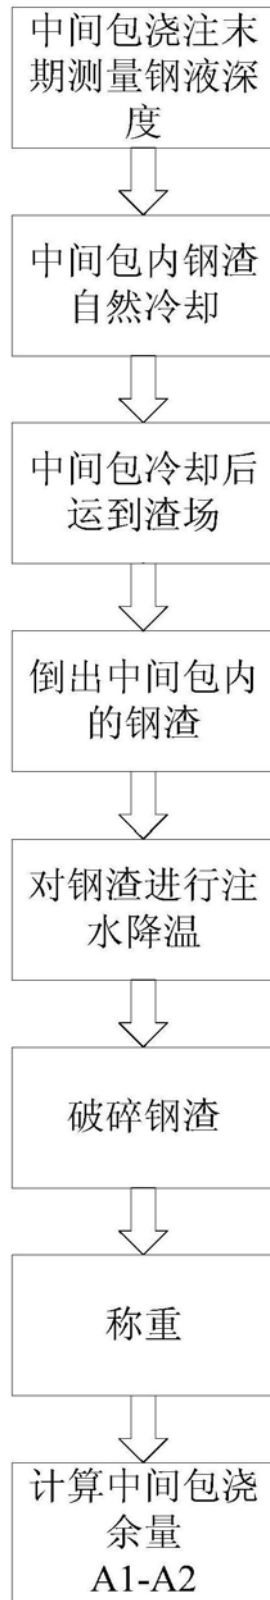 中间包浇注末
期测量钢液深
度
中间包内钢渣
自然冷却
中间包冷却后
运到渣场
倒出中间包内
的钢渣
对钢渣进行注
水降温
破碎钢渣
称重
计算中间包浇
余量
A1-A2